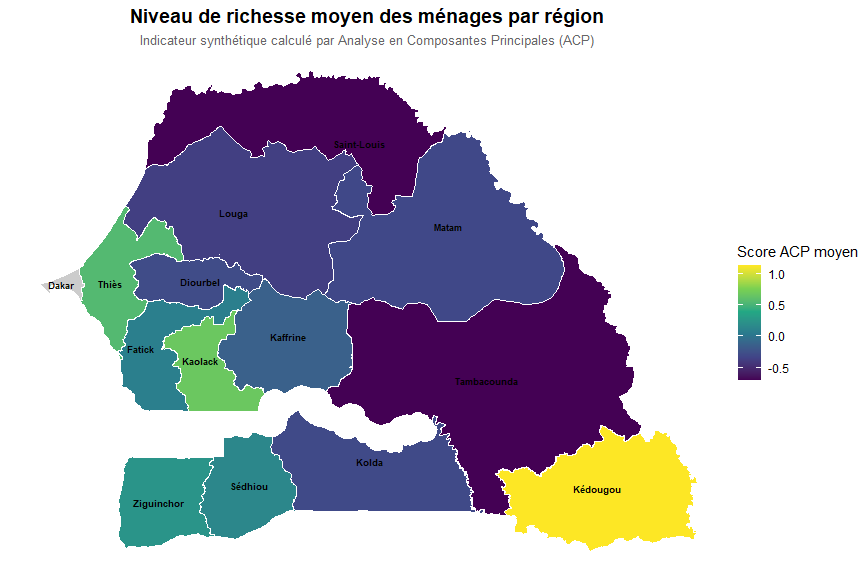 Niveau de richesse moyen des ménages par région
Indicateur synthétique calculé par Analyse en Composantes Principales (ACP)
Saint-Louis
Louga
Matam
Dakar
Thiès
Diourbel
Fatick
Kaolack
Kaffrine
Tambacounda
Kolda
Sédhiou
Ziguinchor
Kédougou
Score ACP moyen
1.0
0.5
0.0
-0.5